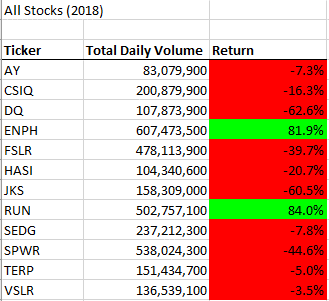 All Stocks (2018)
Ticker Total Daily Volume Return
AY 83,079,900 -7.3%
CSIQ 200,879,900 -16.3%
DQ 107,873,900 -62.6%
ENPH 607,473,500 81.9%
FSLR 478,113,900 -39.7%
HASI 104,340,600 -20.7%
JKS 158,309,000 -60.5%
RUN 502,757,100 84.0%
SEDG 237,212,300 -7.8%
SPWR 538,024,300 -44.6%
TERP 151,434,700 -5.0%
VSLR 136,539,100 -3.5%